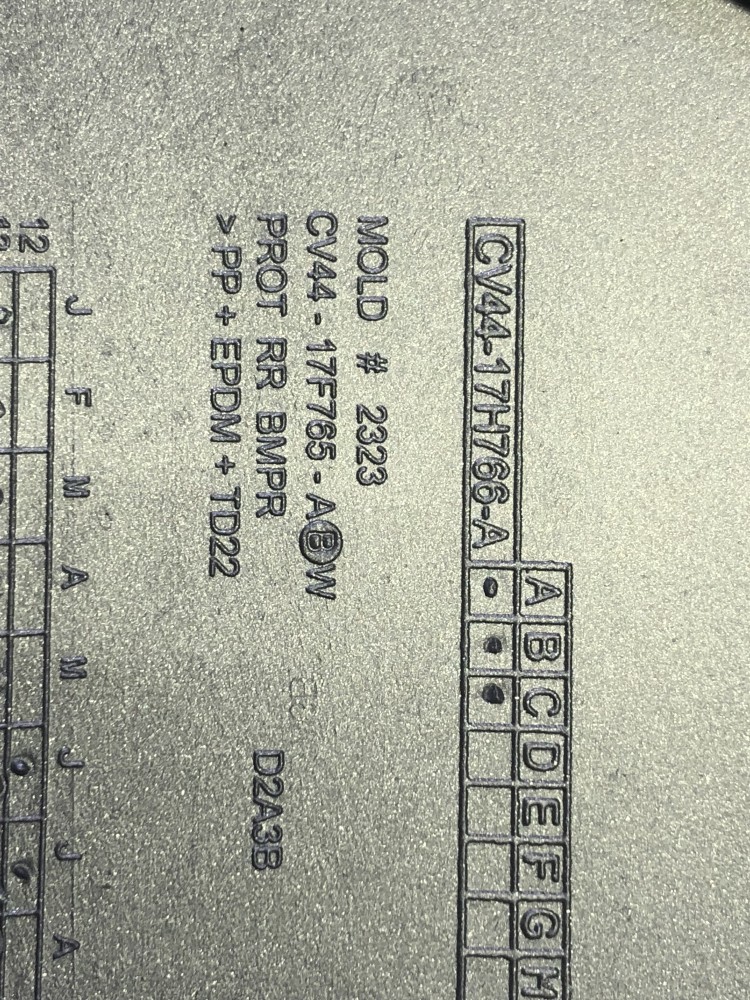 CV44-17H766-A
A B C D E F G H
MOLD # 2323
CV44 - 17F765 - ABW
PROT RR BMPR
> PP + EPDM + TD22
D2A3B
J F M A M J J A
12